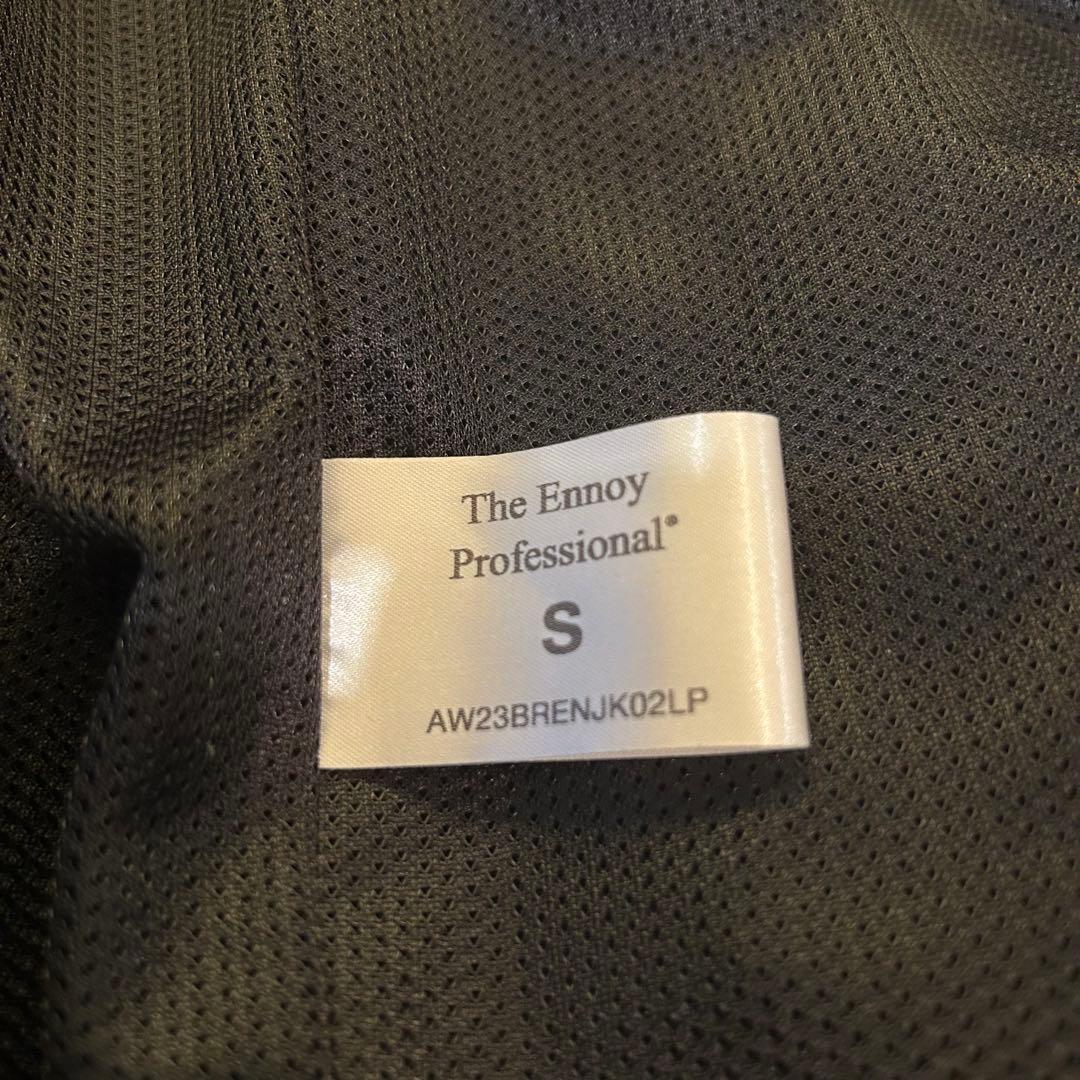 The Ennoy
Professional®
S
AW23BRENJK02LP